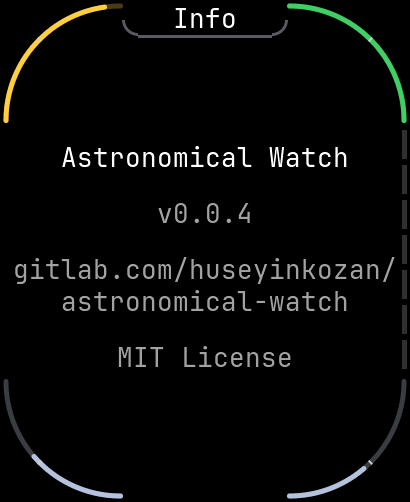 Info
Astronomical Watch
v0.0.4
gitlab.com/huseyinkozan/
astronomical-watch
MIT License